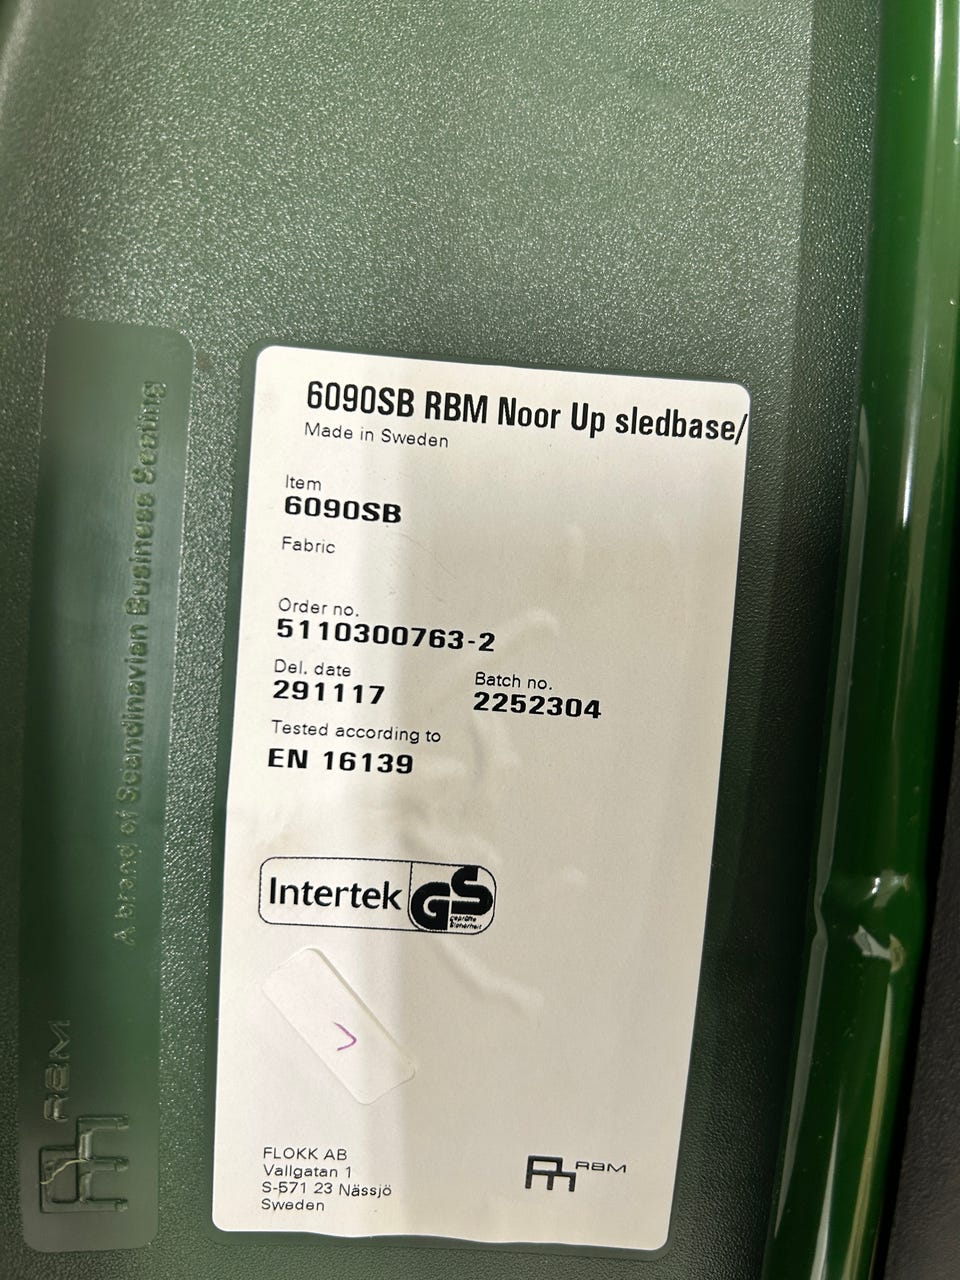 6090SB RBM Noor Up sledbase/
Made in Sweden
Item
6090SB
Fabric
Order no.
5110300763-2
Del. date
291117
Batch no.
2252304
Tested according to
EN 16139
Intertek
GS
geprüfte
Sicherheit
FLOKK AB
Vallgatan 1
S-571 23 Nässjö
Sweden
RBM
A brand of Scandinavian Business Seating
RBM